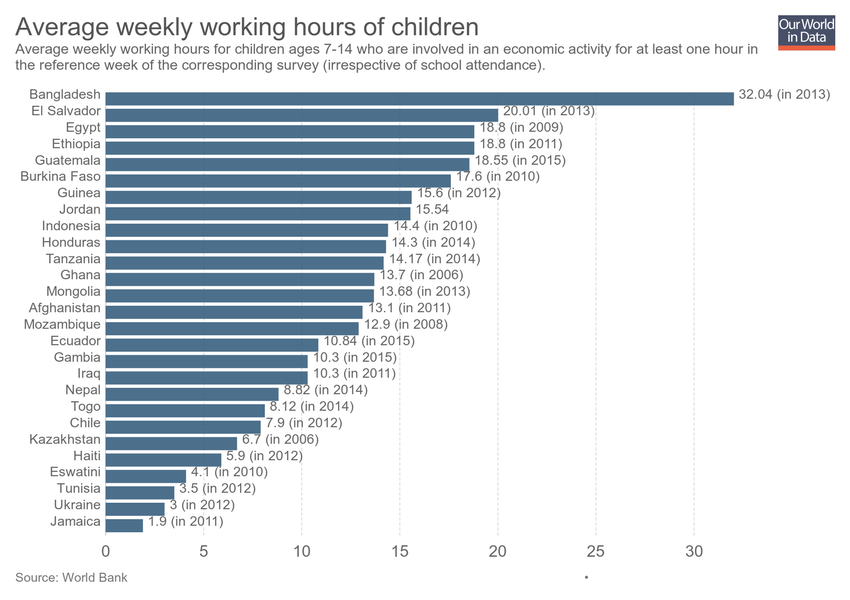 Average weekly working hours of children
Our World
in Data
Average weekly working hours for children ages 7-14 who are involved in an economic activity for at least one hour in
the reference week of the corresponding survey (irrespective of school attendance).
Bangladesh 32.04 (in 2013)
El Salvador 20.01 (in 2013)
Egypt 18.8 (in 2009)
Ethiopia 18.8 (in 2011)
Guatemala 18.55 (in 2015)
Burkina Faso 17.6 (in 2010)
Guinea 15.6 (in 2012)
Jordan 15.54
Indonesia 14.4 (in 2010)
Honduras 14.3 (in 2014)
Tanzania 14.17 (in 2014)
Ghana 13.7 (in 2006)
Mongolia 13.68 (in 2013)
Afghanistan 13.1 (in 2011)
Mozambique 12.9 (in 2008)
Ecuador 10.84 (in 2015)
Gambia 10.3 (in 2015)
Iraq 10.3 (in 2011)
Nepal 8.82 (in 2014)
Togo 8.12 (in 2014)
Chile 7.9 (in 2012)
Kazakhstan 6.7 (in 2006)
Haiti 5.9 (in 2012)
Eswatini 4.1 (in 2010)
Tunisia 3.5 (in 2012)
Ukraine 3 (in 2012)
Jamaica 1.9 (in 2011)
0 5 10 15 20 25 30
Source: World Bank